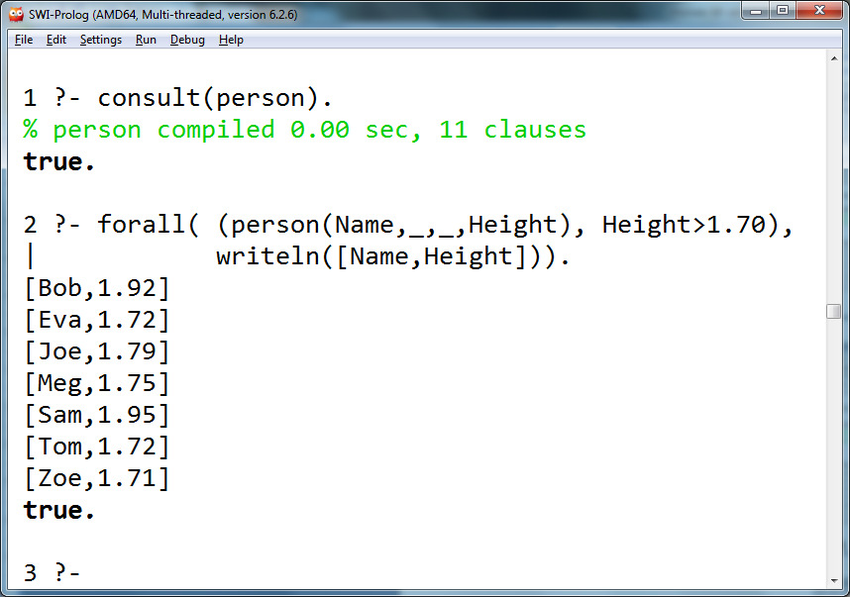 SWI-Prolog (AMD64, Multi-threaded, version 6.2.6)
File Edit Settings Run Debug Help
1 ?- consult(person).
% person compiled 0.00 sec, 11 clauses
true.
2 ?- forall( (person(Name,_,_,Height), Height>1.70),
|            writeln([Name,Height])).
[Bob,1.92]
[Eva,1.72]
[Joe,1.79]
[Meg,1.75]
[Sam,1.95]
[Tom,1.72]
[Zoe,1.71]
true.
3 ?-